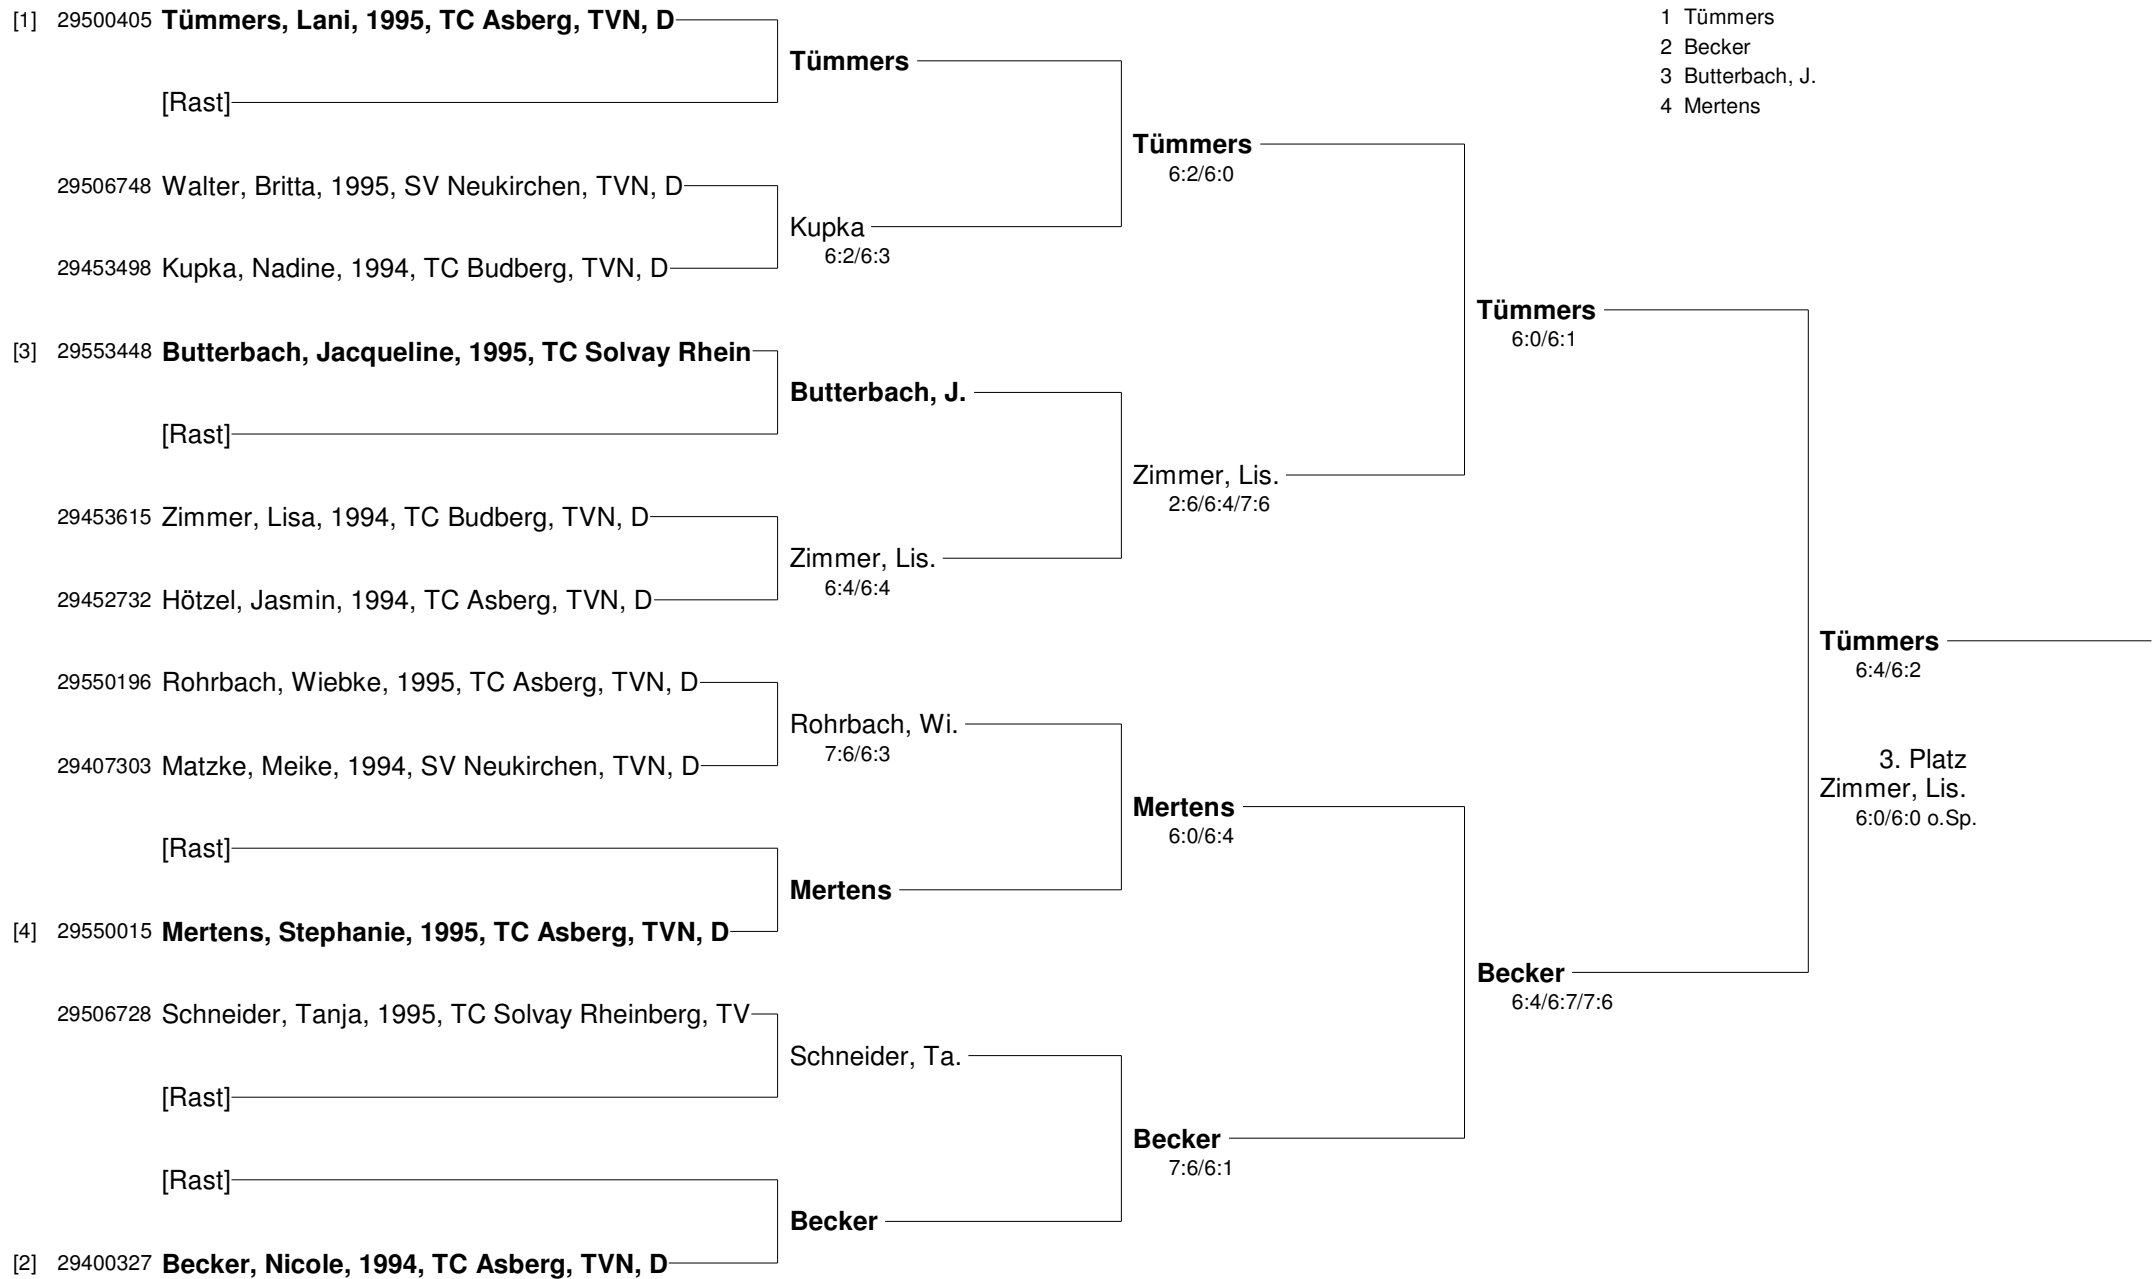 [1] 29500405 Tümmers, Lani, 1995, TC Asberg, TVN, D
[Rast]
29506748 Walter, Britta, 1995, SV Neukirchen, TVN, D
29453498 Kupka, Nadine, 1994, TC Budberg, TVN, D
[3] 29553448 Butterbach, Jacqueline, 1995, TC Solvay Rhein
[Rast]
29453615 Zimmer, Lisa, 1994, TC Budberg, TVN, D
29452732 Hötzel, Jasmin, 1994, TC Asberg, TVN, D
29550196 Rohrbach, Wiebke, 1995, TC Asberg, TVN, D
29407303 Matzke, Meike, 1994, SV Neukirchen, TVN, D
[Rast]
[4] 29550015 Mertens, Stephanie, 1995, TC Asberg, TVN, D
29506728 Schneider, Tanja, 1995, TC Solvay Rheinberg, TV
[Rast]
[Rast]
[2] 29400327 Becker, Nicole, 1994, TC Asberg, TVN, D
Tümmers
Kupka
6:2/6:3
Butterbach, J.
Zimmer, Lis.
6:4/6:4
Rohrbach, Wi.
7:6/6:3
Mertens
Schneider, Ta.
Becker
Tümmers
6:2/6:0
Zimmer, Lis.
2:6/6:4/7:6
Mertens
6:0/6:4
Becker
7:6/6:1
Tümmers
6:0/6:1
Becker
6:4/6:7/7:6
Tümmers
6:4/6:2
3. Platz
Zimmer, Lis.
6:0/6:0 o.Sp.
1 Tümmers
2 Becker
3 Butterbach, J.
4 Mertens